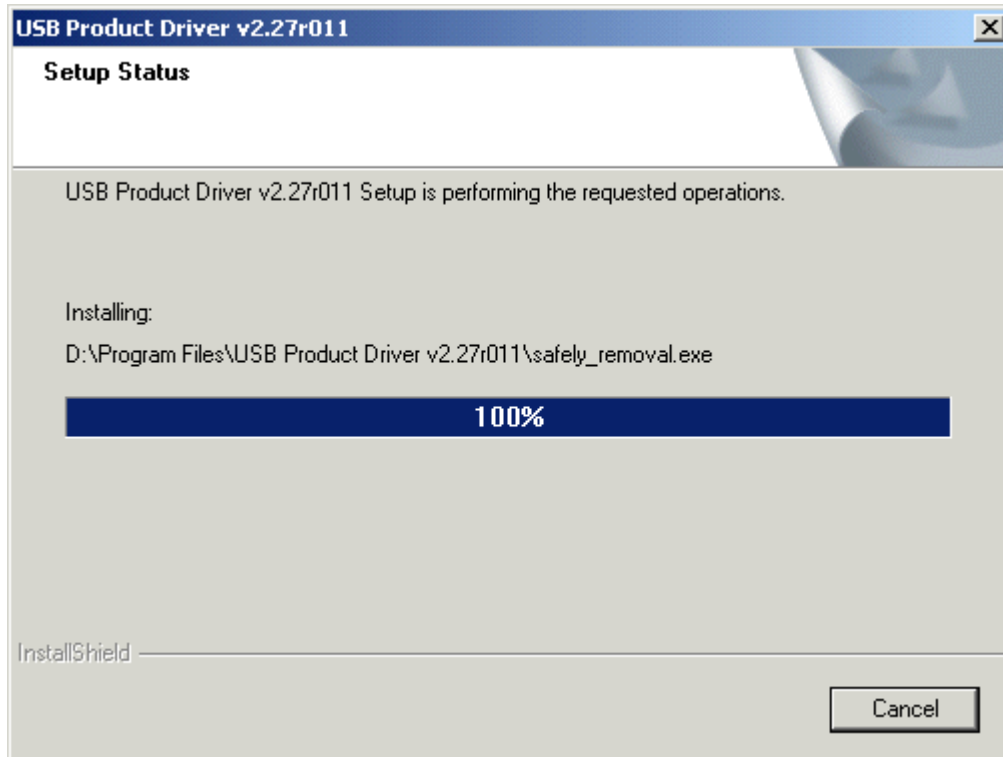 USB Product Driver v2.27r011
Setup Status
USB Product Driver v2.27r011 Setup is performing the requested operations.
Installing:
D:\Program Files\USB Product Driver v2.27r011\safely_removal.exe
100%
InstallShield
Cancel